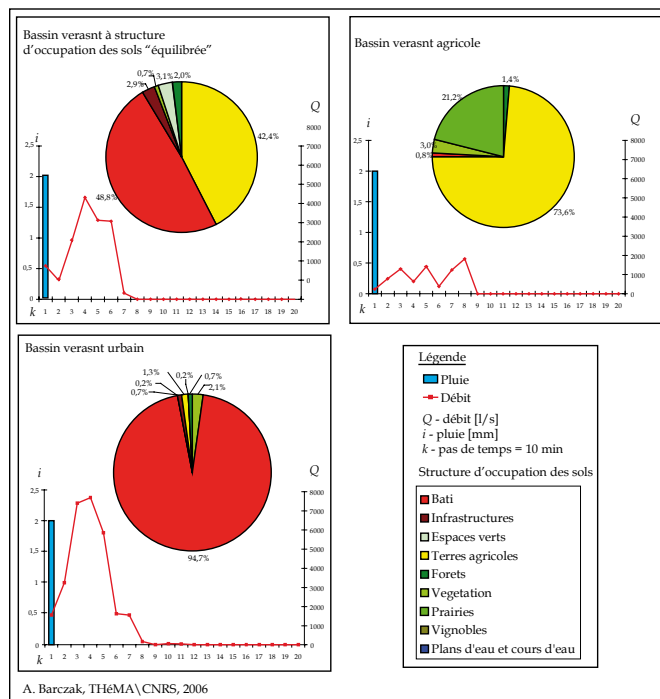 Bassin verasnt à structure
d'occupation des sols "équilibrée"
0,7%
3,1%
2,0%
2,9%
42,4%
48,8%
i
Q
2,5
2
1,5
1
0,5
0
8000
7000
6000
5000
4000
3000
2000
1000
0
k
1 2 3 4 5 6 7 8 9 10 11 12 13 14 15 16 17 18 19 20
Bassin verasnt agricole
1,4%
21,2%
3,0%
0,8%
73,6%
i
Q
2,5
2
1,5
1
0,5
0
8000
7000
6000
5000
4000
3000
2000
1000
0
k
1 2 3 4 5 6 7 8 9 10 11 12 13 14 15 16 17 18 19 20
Bassin verasnt urbain
1,3%
0,2%
0,2%
0,7%
0,7%
2,1%
94,7%
i
Q
2,5
2
1,5
1
0,5
0
8000
7000
6000
5000
4000
3000
2000
1000
0
k
1 2 3 4 5 6 7 8 9 10 11 12 13 14 15 16 17 18 19 20
Légende
Pluie
Débit
Q - débit [l/s]
i - pluie [mm]
k - pas de temps = 10 min
Structure d'occupation des sols
Bati
Infrastructures
Espaces verts
Terres agricoles
Forets
Vegetation
Prairies
Vignobles
Plans d'eau et cours d'eau
A. Barczak, THéMA\CNRS, 2006